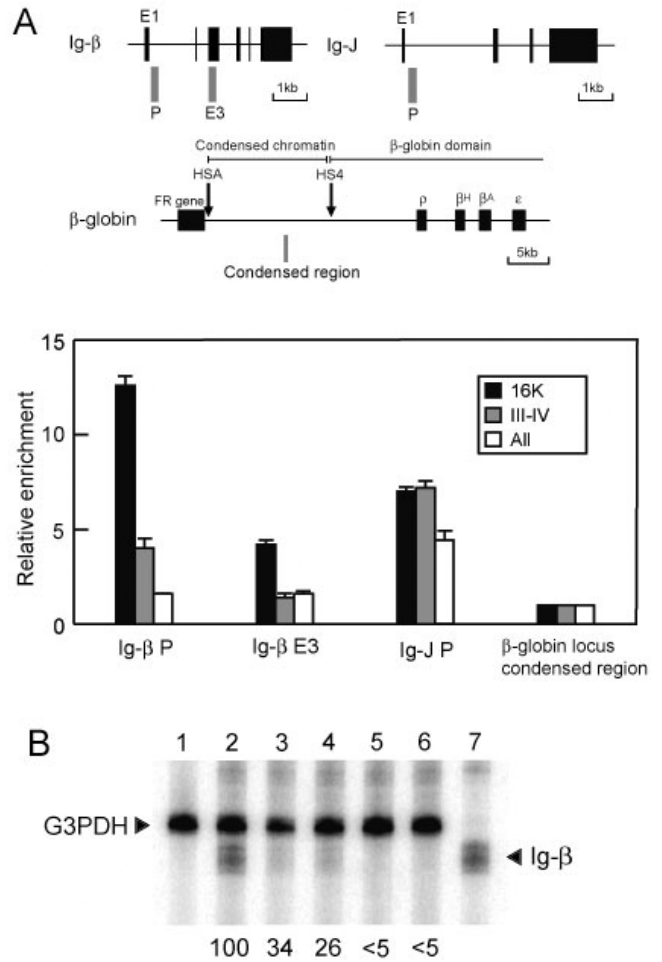 A
E1
Ig-β
P
E3
1kb
E1
Ig-J
P
1kb
Condensed chromatin
β-globin domain
HSA
HS4
FR gene
β-globin
ρ
βH
βA
ε
Condensed region
5kb
15
10
5
0
Relative enrichment
16K
III-IV
All
Ig-β P
Ig-β E3
Ig-J P
β-globin locus
condensed region
B
1 2 3 4 5 6 7
G3PDH
Ig-β
100 34 26 <5 <5